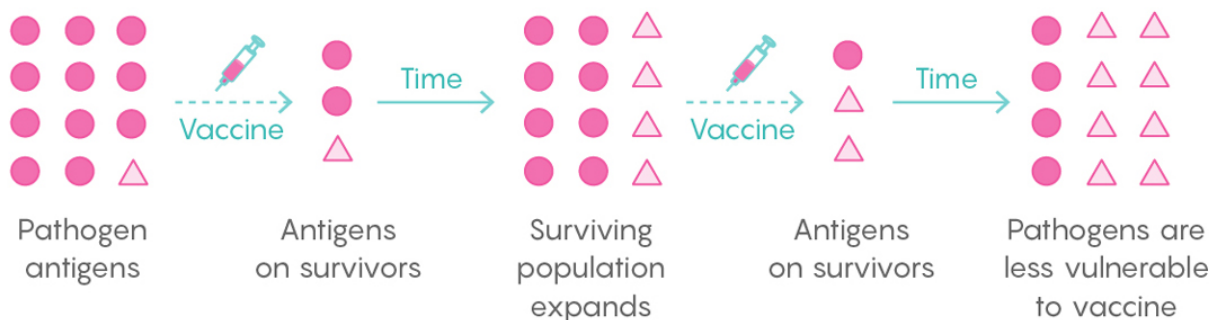 Vaccine
Time
Vaccine
Time
Pathogen
antigens
Antigens
on survivors
Surviving
population
expands
Antigens
on survivors
Pathogens are
less vulnerable
to vaccine